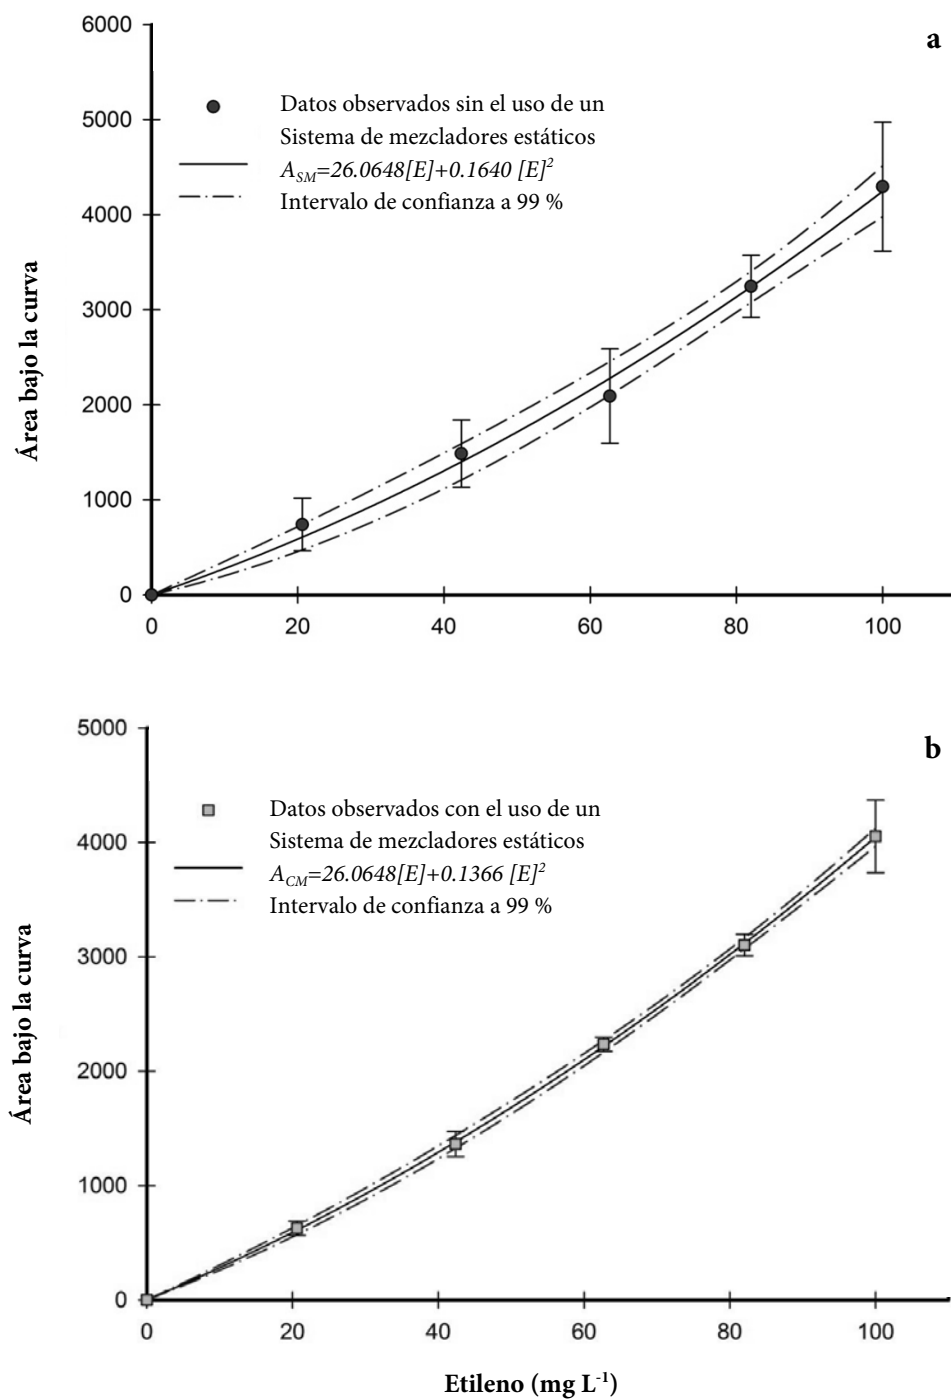 a
6000
5000
4000
3000
2000
1000
0
Área bajo la curva
Datos observados sin el uso de un
Sistema de mezcladores estáticos
A_SM=26.0648[E]+0.1640 [E]²
Intervalo de confianza a 99 %
0 20 40 60 80 100
b
5000
4000
3000
2000
1000
0
Área bajo la curva
Datos observados con el uso de un
Sistema de mezcladores estáticos
A_CM=26.0648[E]+0.1366 [E]²
Intervalo de confianza a 99 %
0 20 40 60 80 100
Etileno (mg L⁻¹)